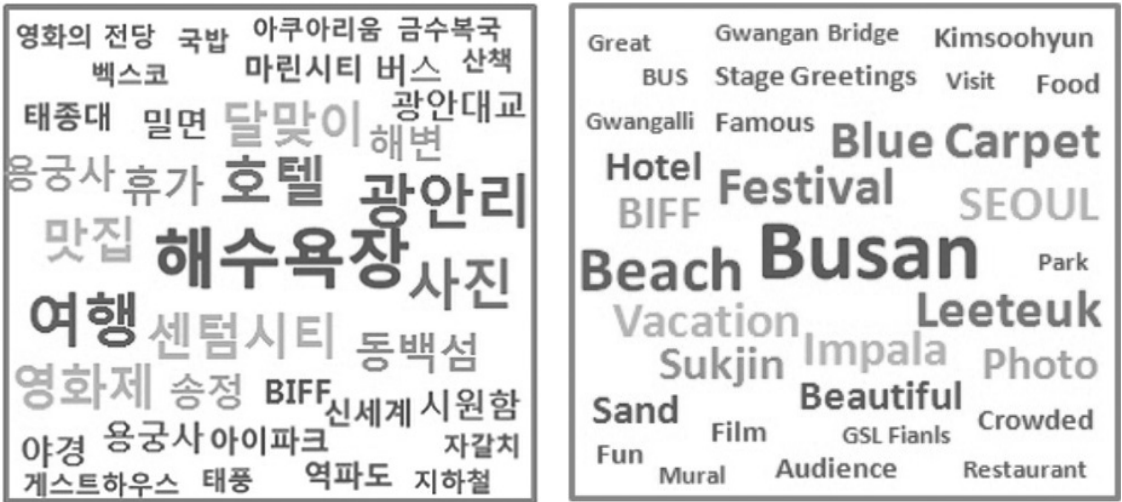 영화의 전당 국밥 아쿠아리움 금수복국
벡스코 마린시티 버스 산책
태종대 밀면 달맞이 해변 광안대교
용궁사 휴가 호텔 광안리
맛집 해수욕장 사진
여행 센텀시티 동백섬
영화제 송정 BIFF 신세계 시원함
야경 용궁사 아이파크 자갈치
게스트하우스 태풍 역파도 지하철
Great Gwangan Bridge Kimsoohyun
BUS Stage Greetings Visit Food
Gwangalli Famous Blue Carpet
Hotel Festival SEOUL
BIFF Busan
Beach Park
Vacation Leeteuk
Sukjin Impala Photo
Sand Beautiful Crowded
Fun Film GSL Fianls
Mural Audience Restaurant